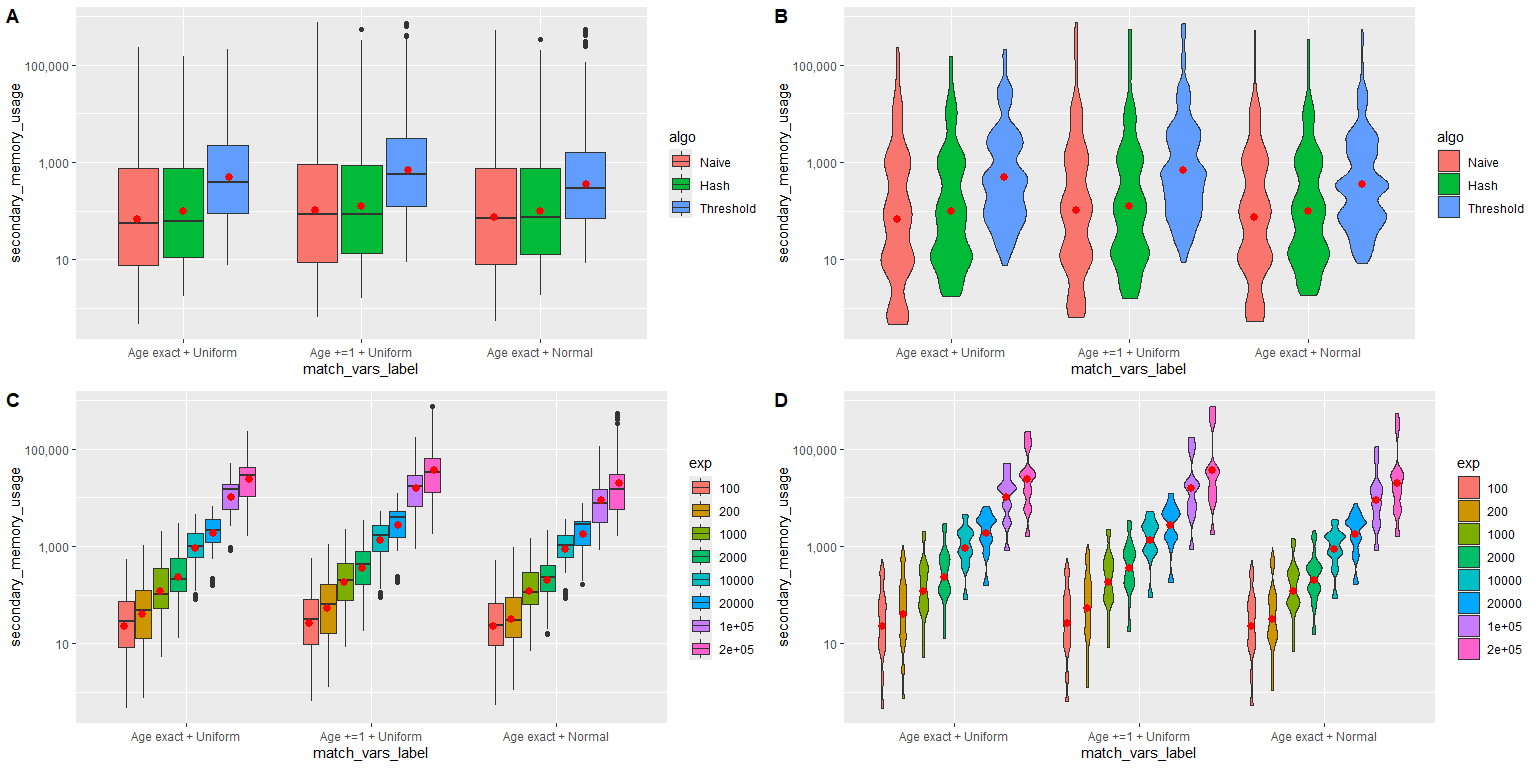 A
secondary_memory_usage
100,000
1,000
10
Age exact + Uniform
Age +=1 + Uniform
Age exact + Normal
match_vars_label
algo
Naive
Hash
Threshold
B
secondary_memory_usage
100,000
1,000
10
Age exact + Uniform
Age +=1 + Uniform
Age exact + Normal
match_vars_label
algo
Naive
Hash
Threshold
C
secondary_memory_usage
100,000
1,000
10
Age exact + Uniform
Age +=1 + Uniform
Age exact + Normal
match_vars_label
exp
100
200
1000
2000
10000
20000
1e+05
2e+05
D
secondary_memory_usage
100,000
1,000
10
Age exact + Uniform
Age +=1 + Uniform
Age exact + Normal
match_vars_label
exp
100
200
1000
2000
10000
20000
1e+05
2e+05